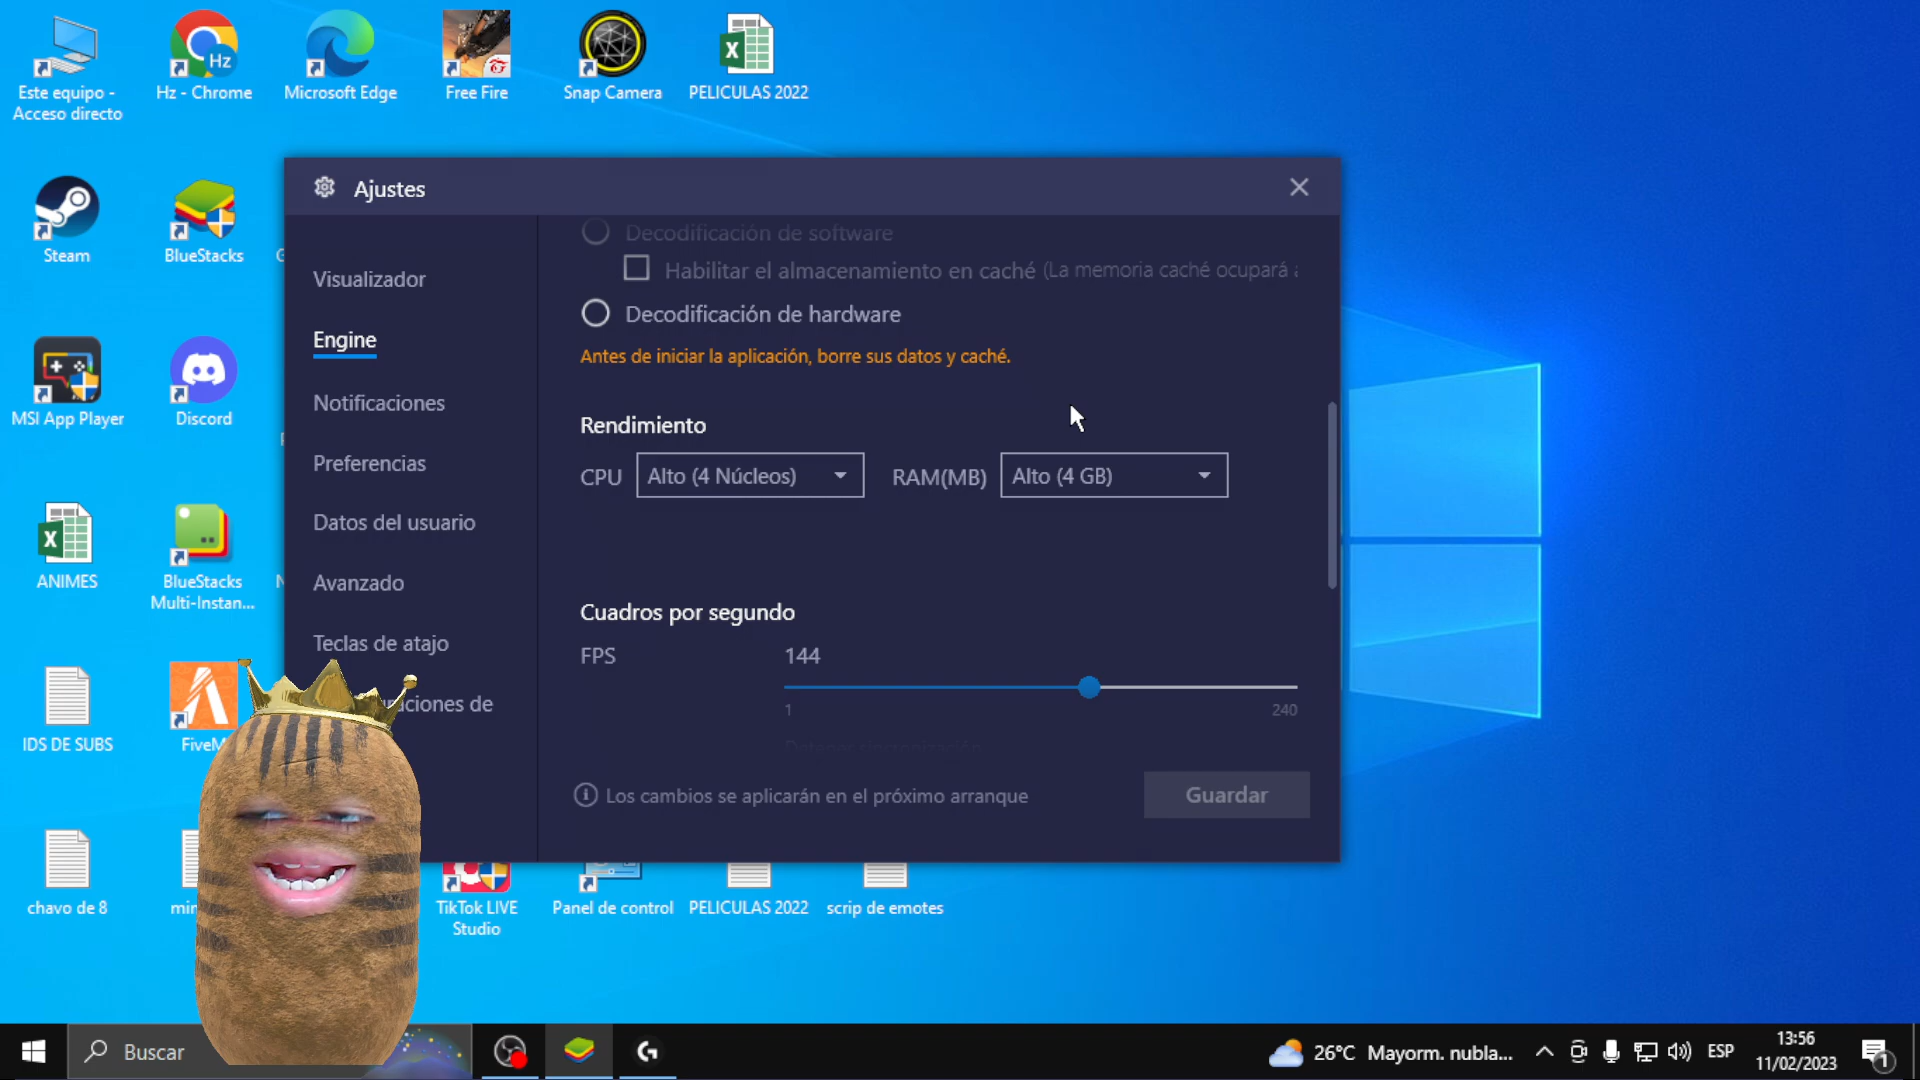 Este equipo -
Acceso directo
Hz - Chrome
Microsoft Edge
Free Fire
Snap Camera
PELICULAS 2022
Steam
BlueStacks
MSI App Player
Discord
ANIMES
BlueStacks
Multi-Instan...
IDS DE SUBS
FiveM
chavo de 8
min
TikTok LIVE
Studio
Panel de control
PELICULAS 2022
scrip de emotes
Ajustes
Visualizador
Engine
Notificaciones
Preferencias
Datos del usuario
Avanzado
Teclas de atajo
ciones de
Decodificación de software
Habilitar el almacenamiento en caché (La memoria caché ocupará
Decodificación de hardware
Antes de iniciar la aplicación, borre sus datos y caché.
Rendimiento
CPU Alto (4 Núcleos) RAM(MB) Alto (4 GB)
Cuadros por segundo
FPS 144
1 240
Los cambios se aplicarán en el próximo arranque
Guardar
Buscar
26°C Mayorm. nubla...
ESP
13:56
11/02/2023
1